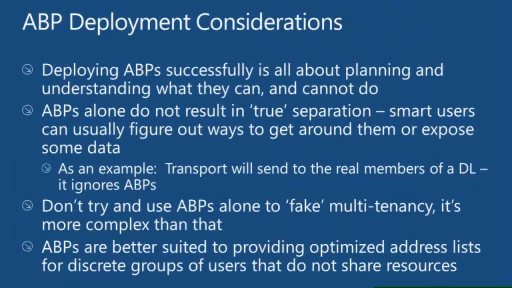 ABP Deployment Considerations
Deploying ABPs successfully is all about planning and
understanding what they can, and cannot do
ABPs alone do not result in ‘true’ separation – smart users
can usually figure out ways to get around them or expose
some data
As an example: Transport will send to the real members of a DL –
it ignores ABPs
Don’t try and use ABPs alone to ‘fake’ multi-tenancy, it’s
more complex than that
ABPs are better suited to providing optimized address lists
for discrete groups of users that do not share resources